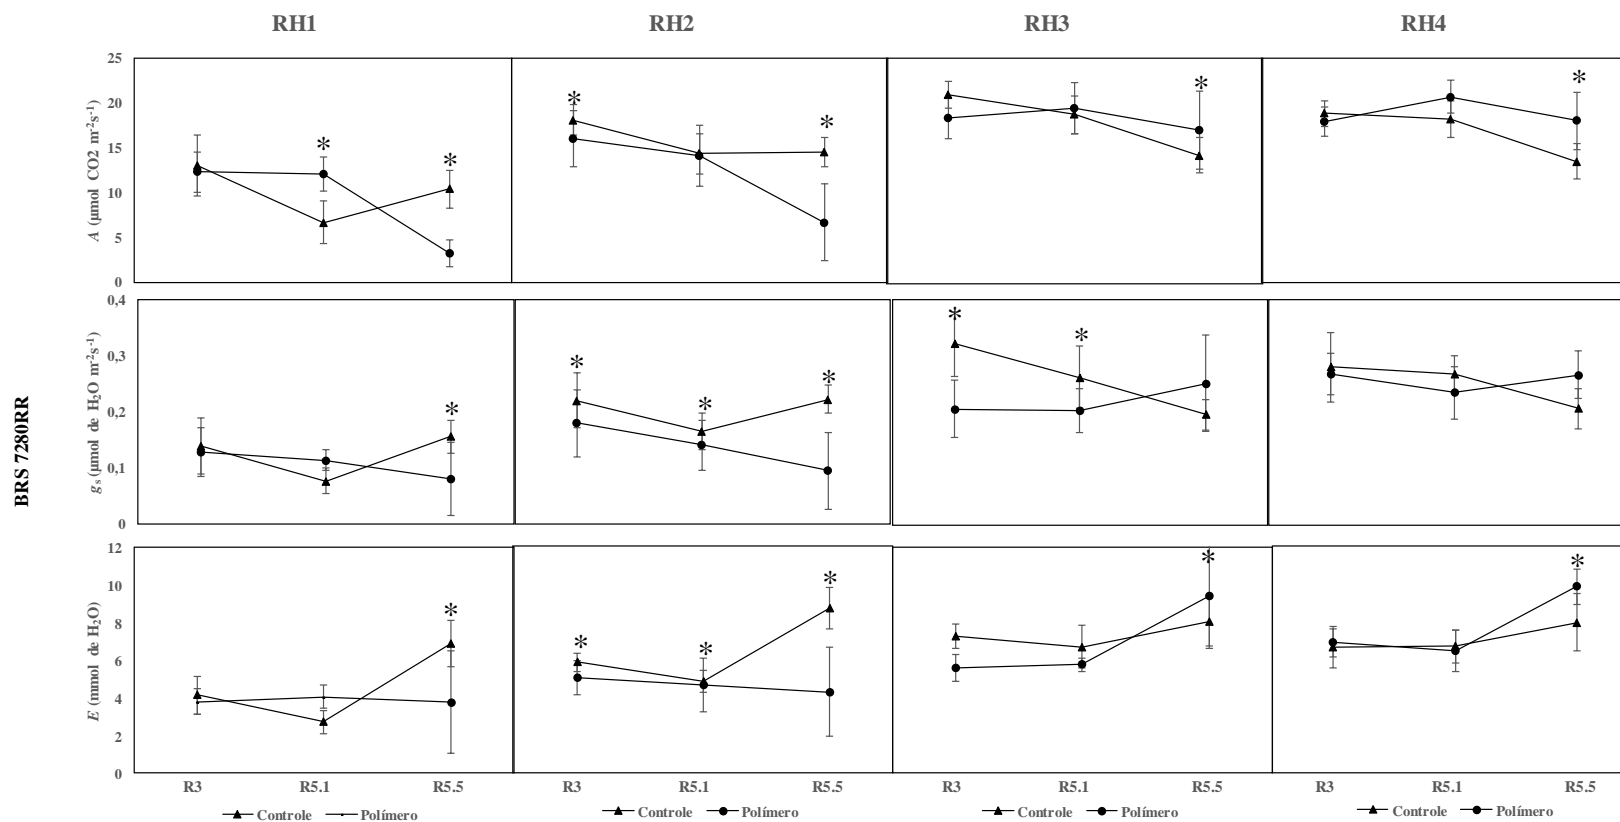 RH1 RH2 RH3 RH4
BRS 7280RR
A (µmol CO2 m⁻²s⁻¹)
25
20
15
10
5
0
* * * * * *
gs (µmol de H₂O m⁻²s⁻¹)
0,4
0,3
0,2
0,1
0
* * * * * *
E (mmol de H₂O)
12
10
8
6
4
2
0
* * * * * *
R3 R5.1 R5.5 R3 R5.1 R5.5 R3 R5.1 R5.5 R3 R5.1 R5.5
Controle Polímero Controle Polímero Controle Polímero Controle Polímero